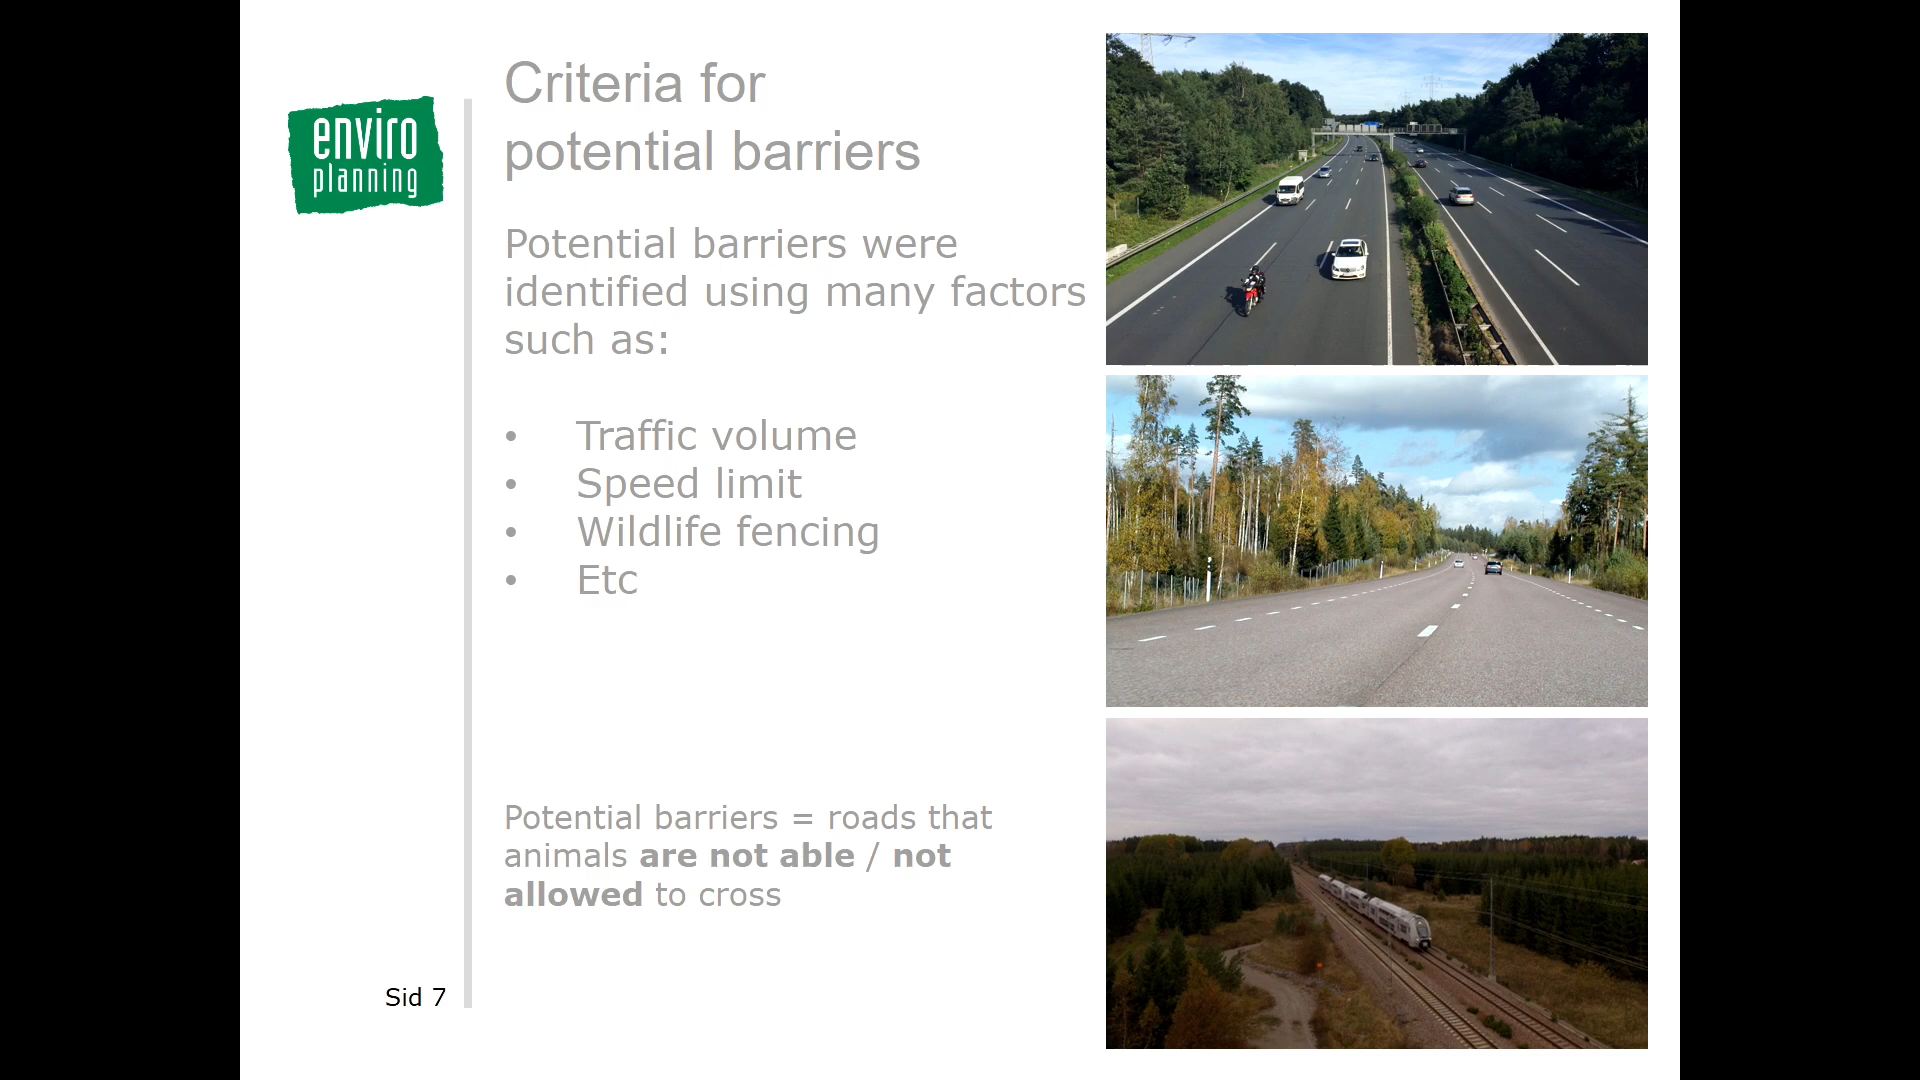 enviro
planning
Criteria for
potential barriers
Potential barriers were
identified using many factors
such as:
• Traffic volume
• Speed limit
• Wildlife fencing
• Etc
Potential barriers = roads that
animals are not able / not
allowed to cross
Sid 7